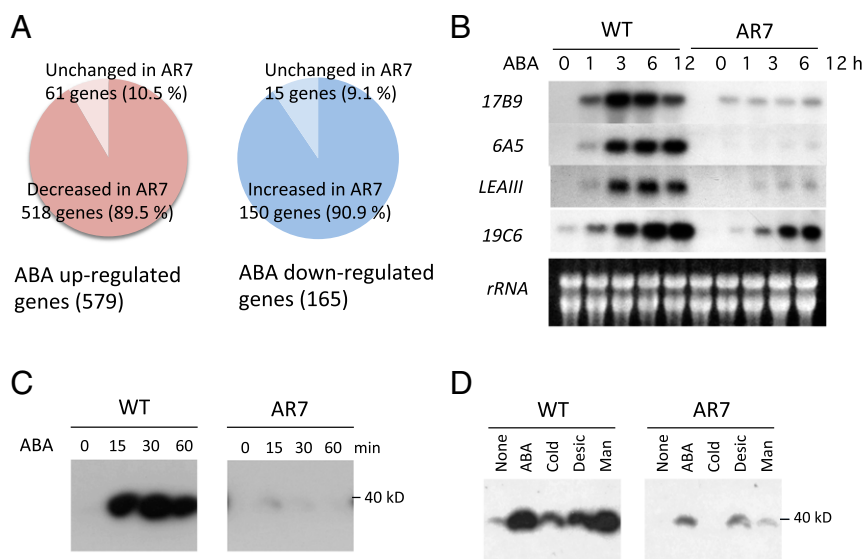 A
Unchanged in AR7
61 genes (10.5 %)
Decreased in AR7
518 genes (89.5 %)
ABA up-regulated
genes (579)
Unchanged in AR7
15 genes (9.1 %)
Increased in AR7
150 genes (90.9 %)
ABA down-regulated
genes (165)
B
WT AR7
ABA 0 1 3 6 12 0 1 3 6 12 h
17B9
6A5
LEAIII
19C6
rRNA
C
WT AR7
ABA 0 15 30 60 0 15 30 60 min
40 kD
D
WT AR7
None ABA Cold Desic Man None ABA Cold Desic Man
40 kD